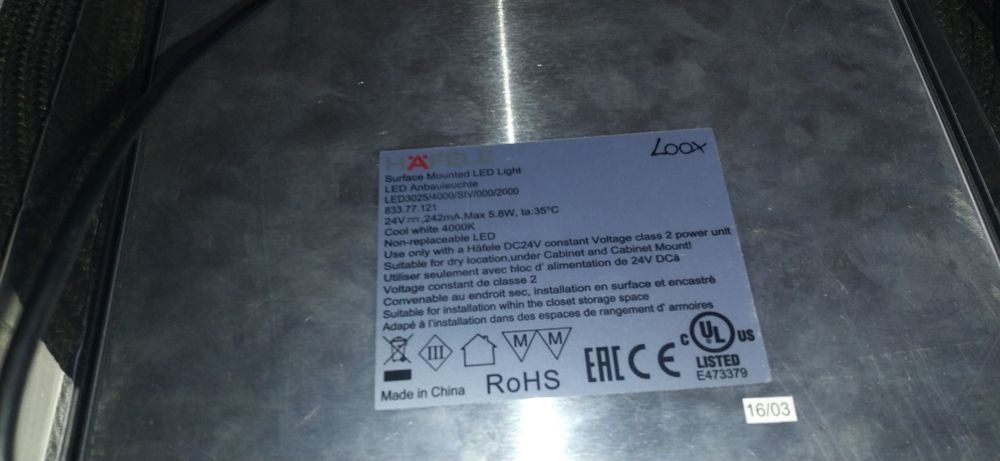 HÄFELE
Loox
Surface Mounted LED Light
LED Anbauleuchte
LED3025/4000/SIV/000/2000
833.77.121
24V⎓,242mA,Max 5.8W, ta:35°C
Cool white 4000K
Non-replaceable LED
Use only with a Häfele DC24V constant Voltage class 2 power unit
Suitable for dry location,under Cabinet and Cabinet Mount!
Utiliser seulement avec bloc d' alimentation de 24V DCà
Voltage constant de classe 2
Convenable au endroit sec, installation en surface et encastrè
Suitable for installation wihin the closet storage space
Adapé à l'installation dans des espaces de rangement d' armoires
III
M M
EAC CE
c UL US
LISTED
E473379
Made in China
RoHS
16/03